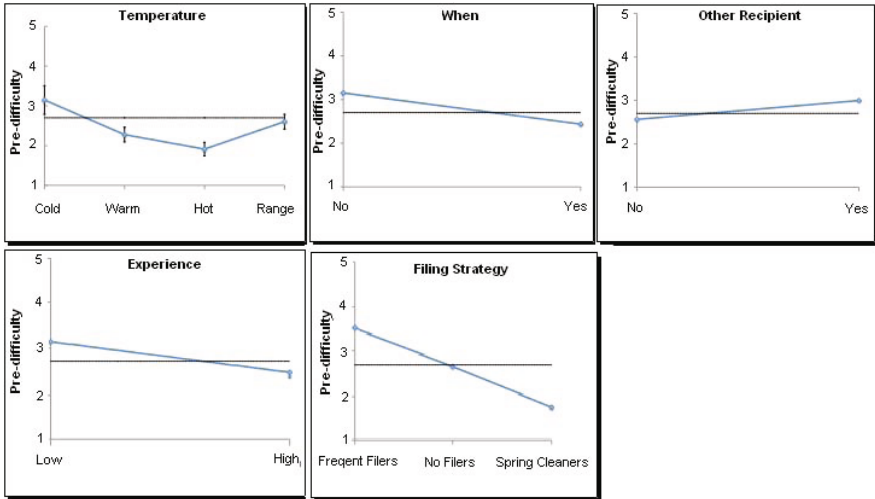 Temperature
Pre-difficulty
5
4
3
2
1
Cold Warm Hot Range
When
Pre-difficulty
5
4
3
2
1
No Yes
Other Recipient
Pre-difficulty
5
4
3
2
1
No Yes
Experience
Pre-difficulty
5
4
3
2
1
Low High
Filing Strategy
Pre-difficulty
5
4
3
2
1
Freqent Filers No Filers Spring Cleaners